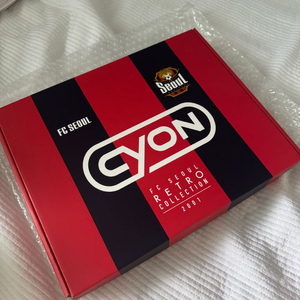 FC SEOUL
SEOUL
CYON
FC SEOUL
RETRO
COLLECTION
2001